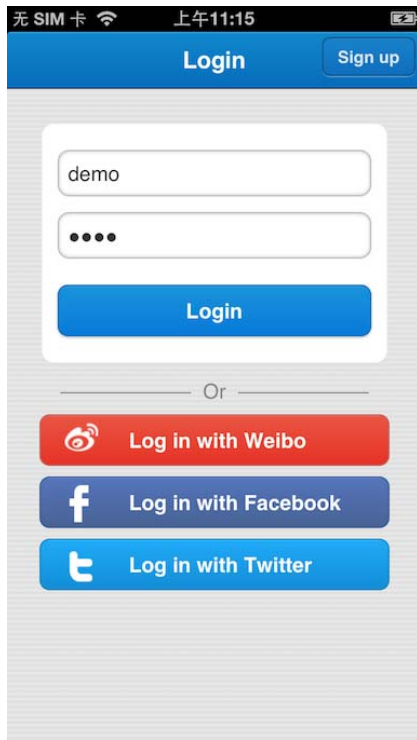 无 SIM 卡 上午11:15
Login Sign up
demo
••••
Login
Or
Log in with Weibo
Log in with Facebook
Log in with Twitter